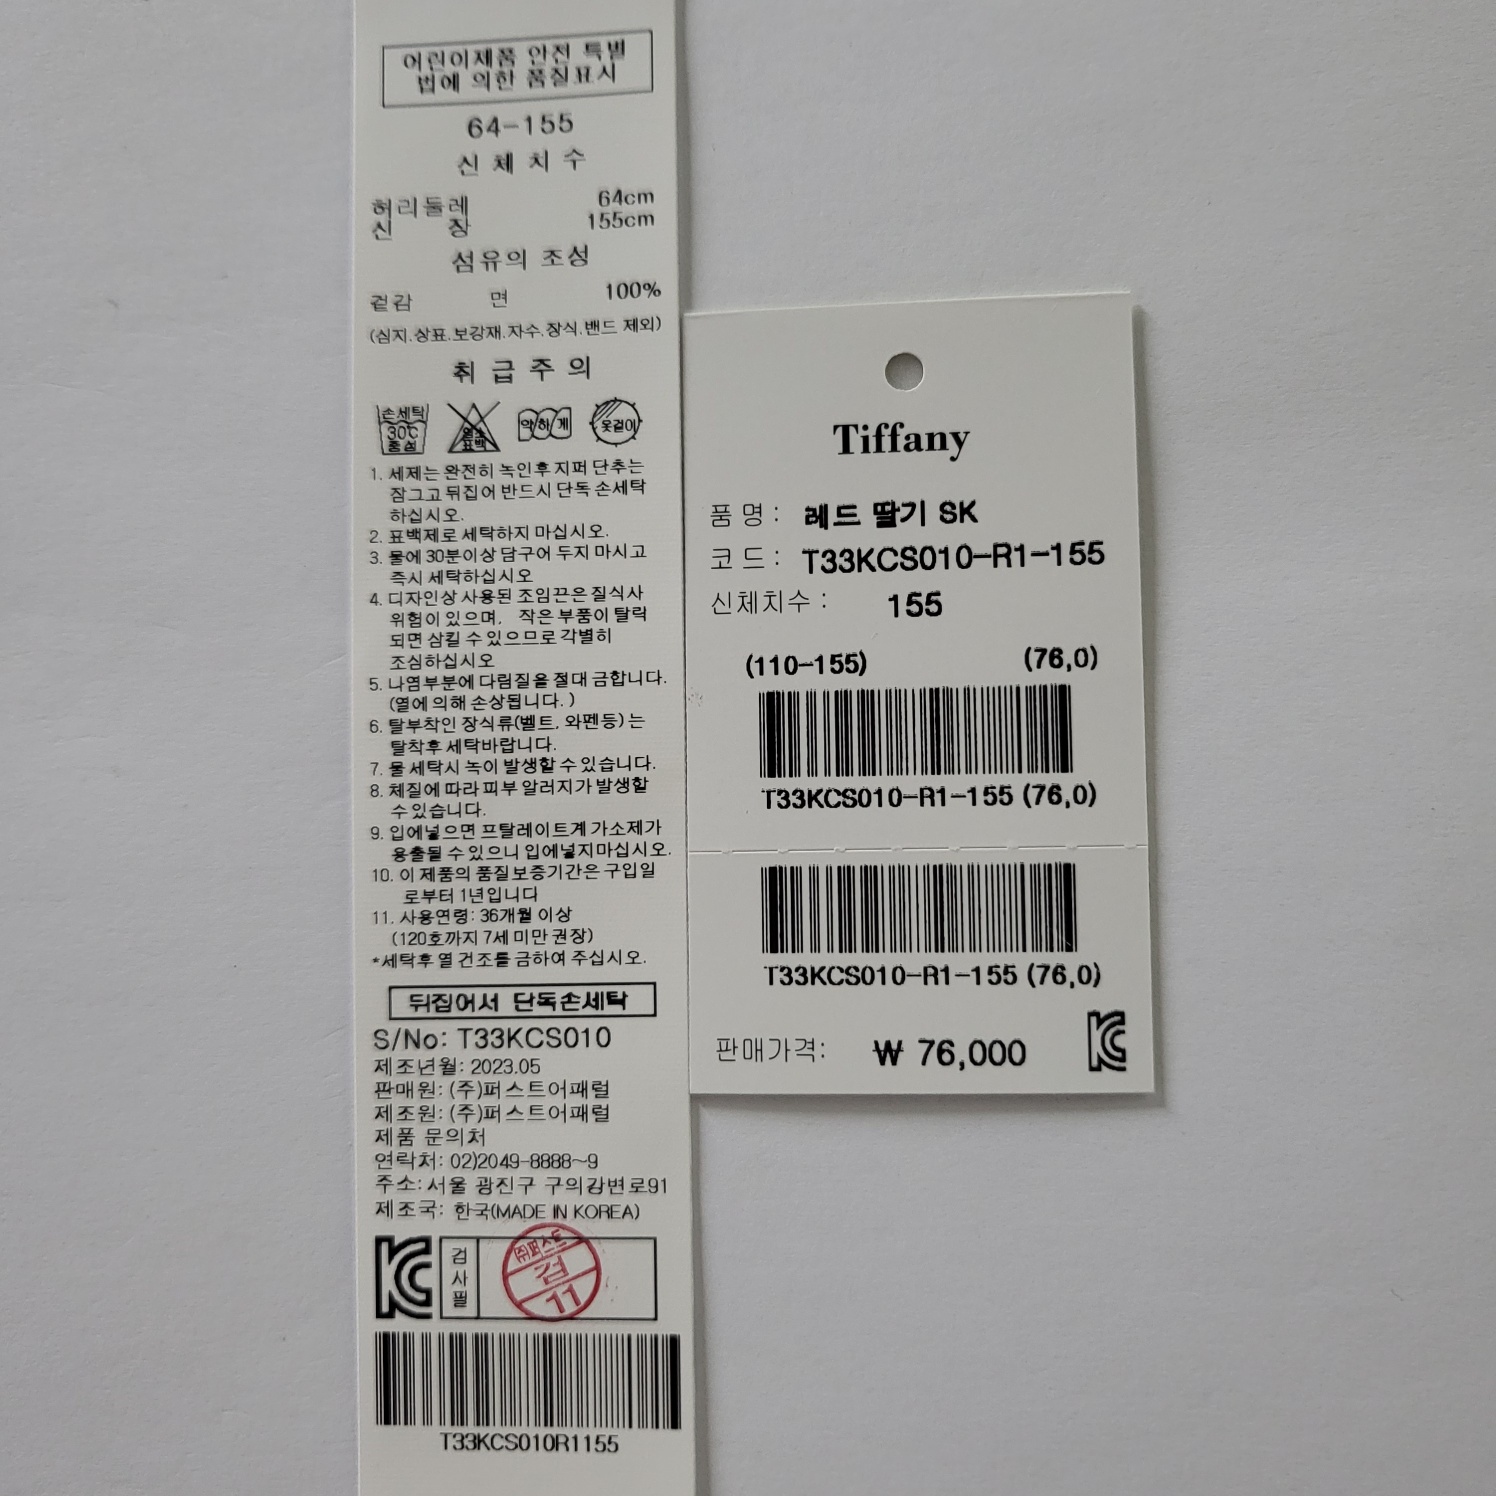 어린이제품 안전 특별
법에 의한 품질표시
64-155
신 체 치 수
허리둘레 64cm
신 장 155cm
섬유의 조성
겉감 면 100%
(심지.상표.보강재.자수.장식.밴드 제외)
취 급 주 의
손세탁
30℃
중성
염소
표백
약하게
옷걸이
1. 세제는 완전히 녹인후 지퍼 단추는
잠그고 뒤집어 반드시 단독 손세탁
하십시오.
2. 표백제로 세탁하지 마십시오.
3. 물에 30분이상 담구어 두지 마시고
즉시 세탁하십시오
4. 디자인상 사용된 조임끈은 질식사
위험이 있으며, 작은 부품이 탈락
되면 삼킬 수 있으므로 각별히
조심하십시오
5. 나염부분에 다림질을 절대 금합니다.
(열에 의해 손상됩니다. )
6. 탈부착인 장식류(벨트, 와펜등) 는
탈착후 세탁바랍니다.
7. 물 세탁시 녹이 발생할 수 있습니다.
8. 체질에 따라 피부 알러지가 발생할
수 있습니다.
9. 입에넣으면 프탈레이트계 가소제가
용출될 수 있으니 입에넣지마십시오.
10. 이 제품의 품질보증기간은 구입일
로부터 1년입니다
11. 사용연령: 36개월 이상
(120호까지 7세 미만 권장)
*세탁후 열 건조를 금하여 주십시오.
뒤집어서 단독손세탁
S/No: T33KCS010
제조년월: 2023.05
판매원: (주)퍼스트어패럴
제조원: (주)퍼스트어패럴
제품 문의처
연락처: 02)2049-8888~9
주소: 서울 광진구 구의강변로91
제조국: 한국(MADE IN KOREA)
KC
검
사
필
(주)퍼스트
검
11
T33KCS010R1155
Tiffany
품 명 : 레드 딸기 SK
코 드 : T33KCS010-R1-155
신체치수 : 155
(110-155) (76,0)
T33KCS010-R1-155 (76,0)
T33KCS010-R1-155 (76,0)
판매가격: ₩ 76,000
KC